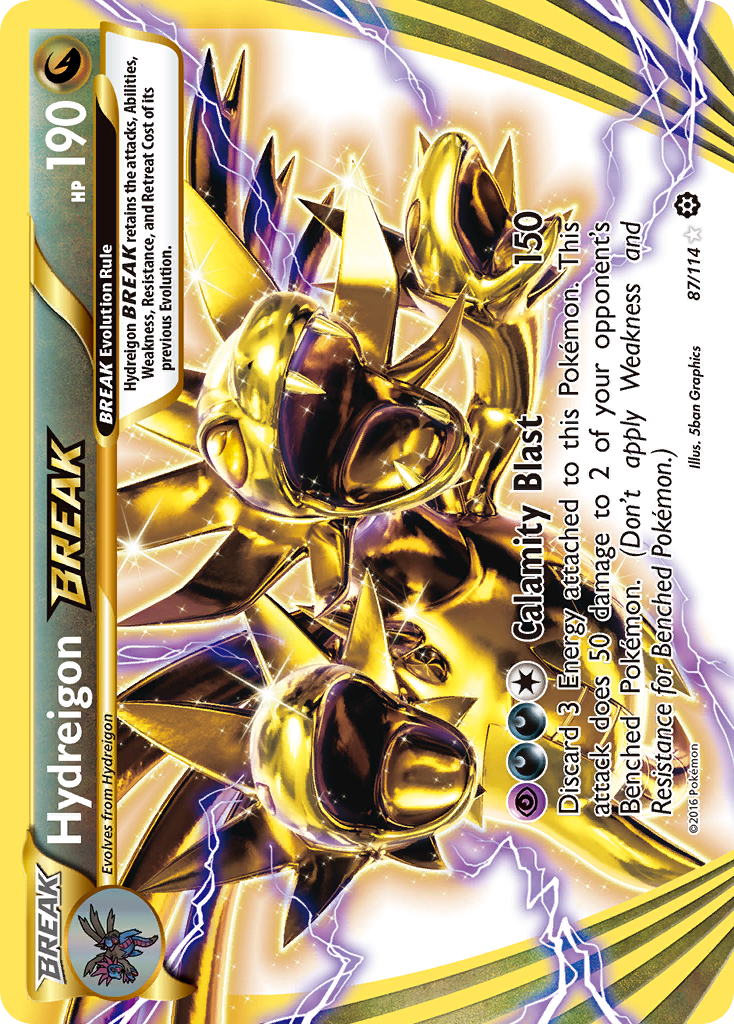 BREAK
Hydreigon BREAK HP 190
Evolves from Hydreigon
BREAK Evolution Rule
Hydreigon BREAK retains the attacks, Abilities,
Weakness, Resistance, and Retreat Cost of its
previous Evolution.
Calamity Blast 150
Discard 3 Energy attached to this Pokémon. This
attack does 50 damage to 2 of your opponent's
Benched Pokémon. (Don't apply Weakness and
Resistance for Benched Pokémon.)
©2016 Pokémon Illus. 5ban Graphics 87/114